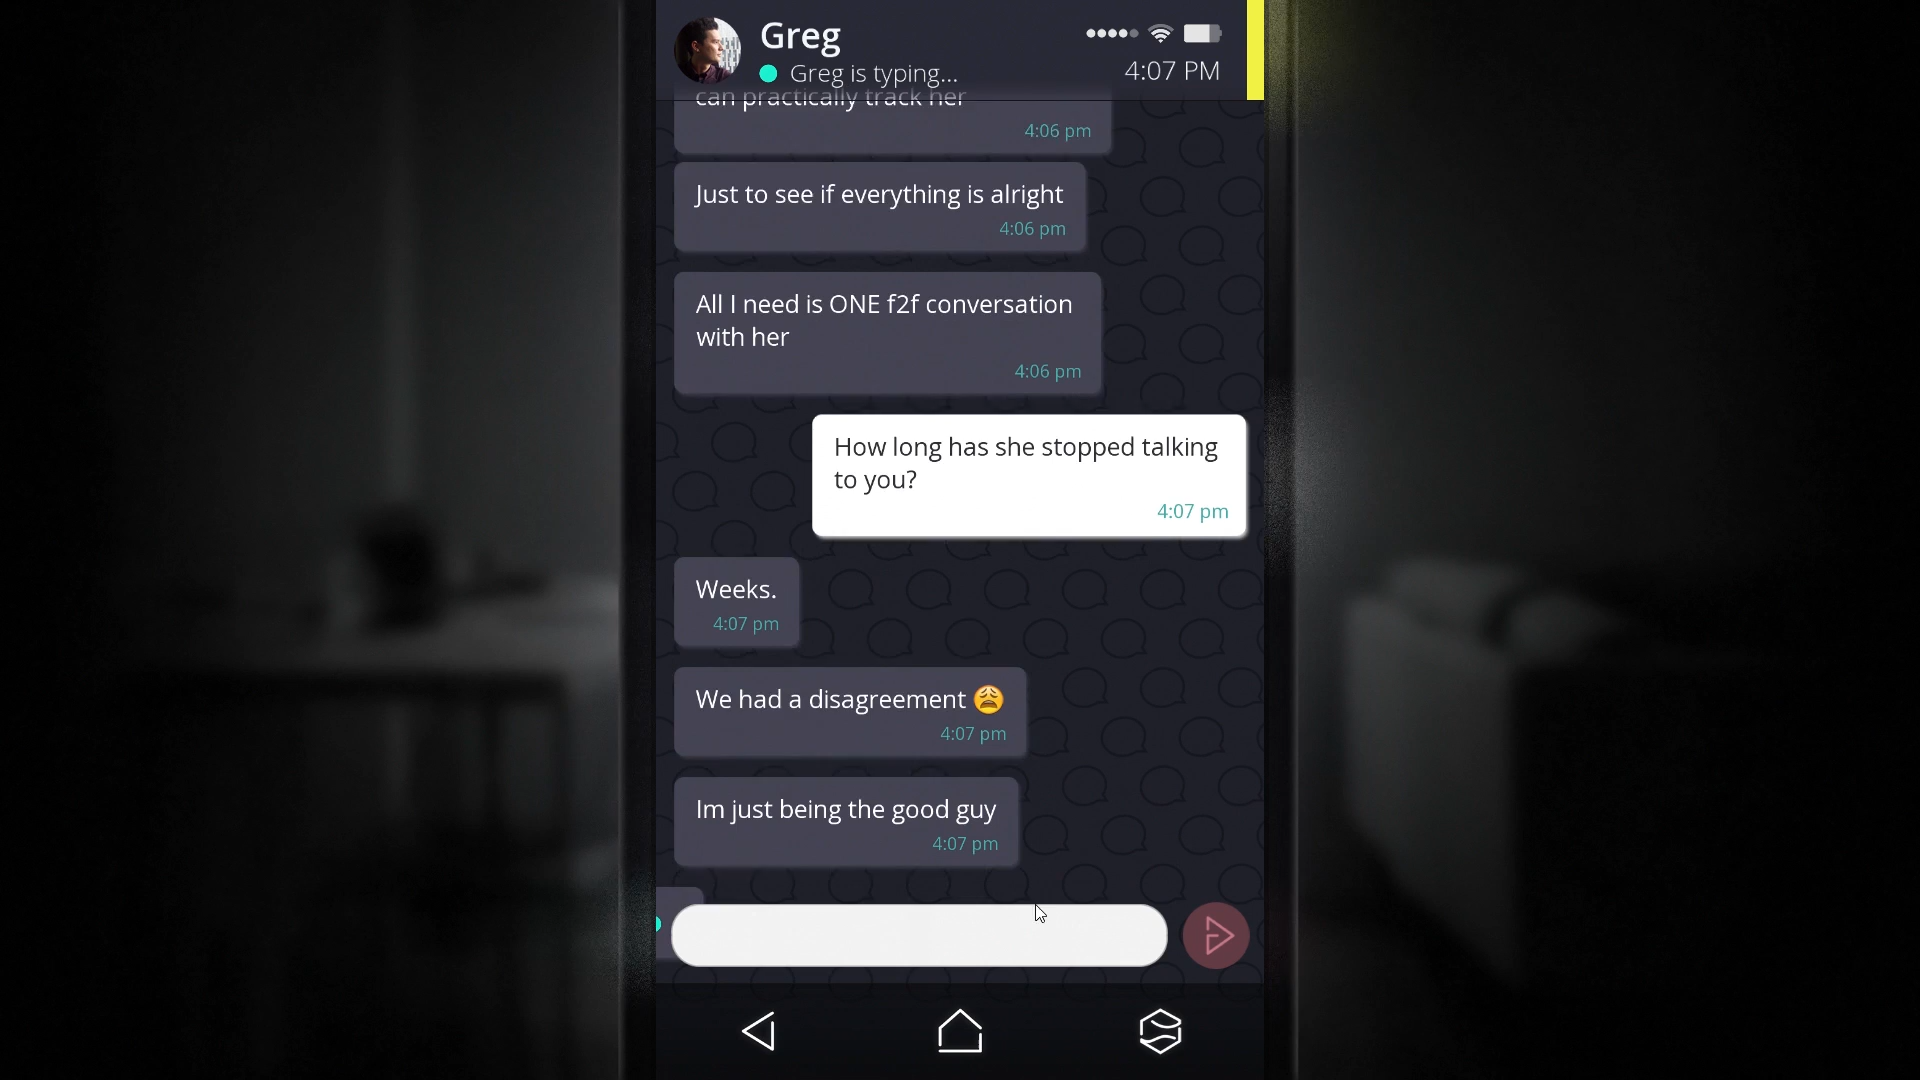 Greg
Greg is typing...
4:07 PM
can practically track her
4:06 pm
Just to see if everything is alright
4:06 pm
All I need is ONE f2f conversation
with her
4:06 pm
How long has she stopped talking
to you?
4:07 pm
Weeks.
4:07 pm
We had a disagreement 😩
4:07 pm
Im just being the good guy
4:07 pm